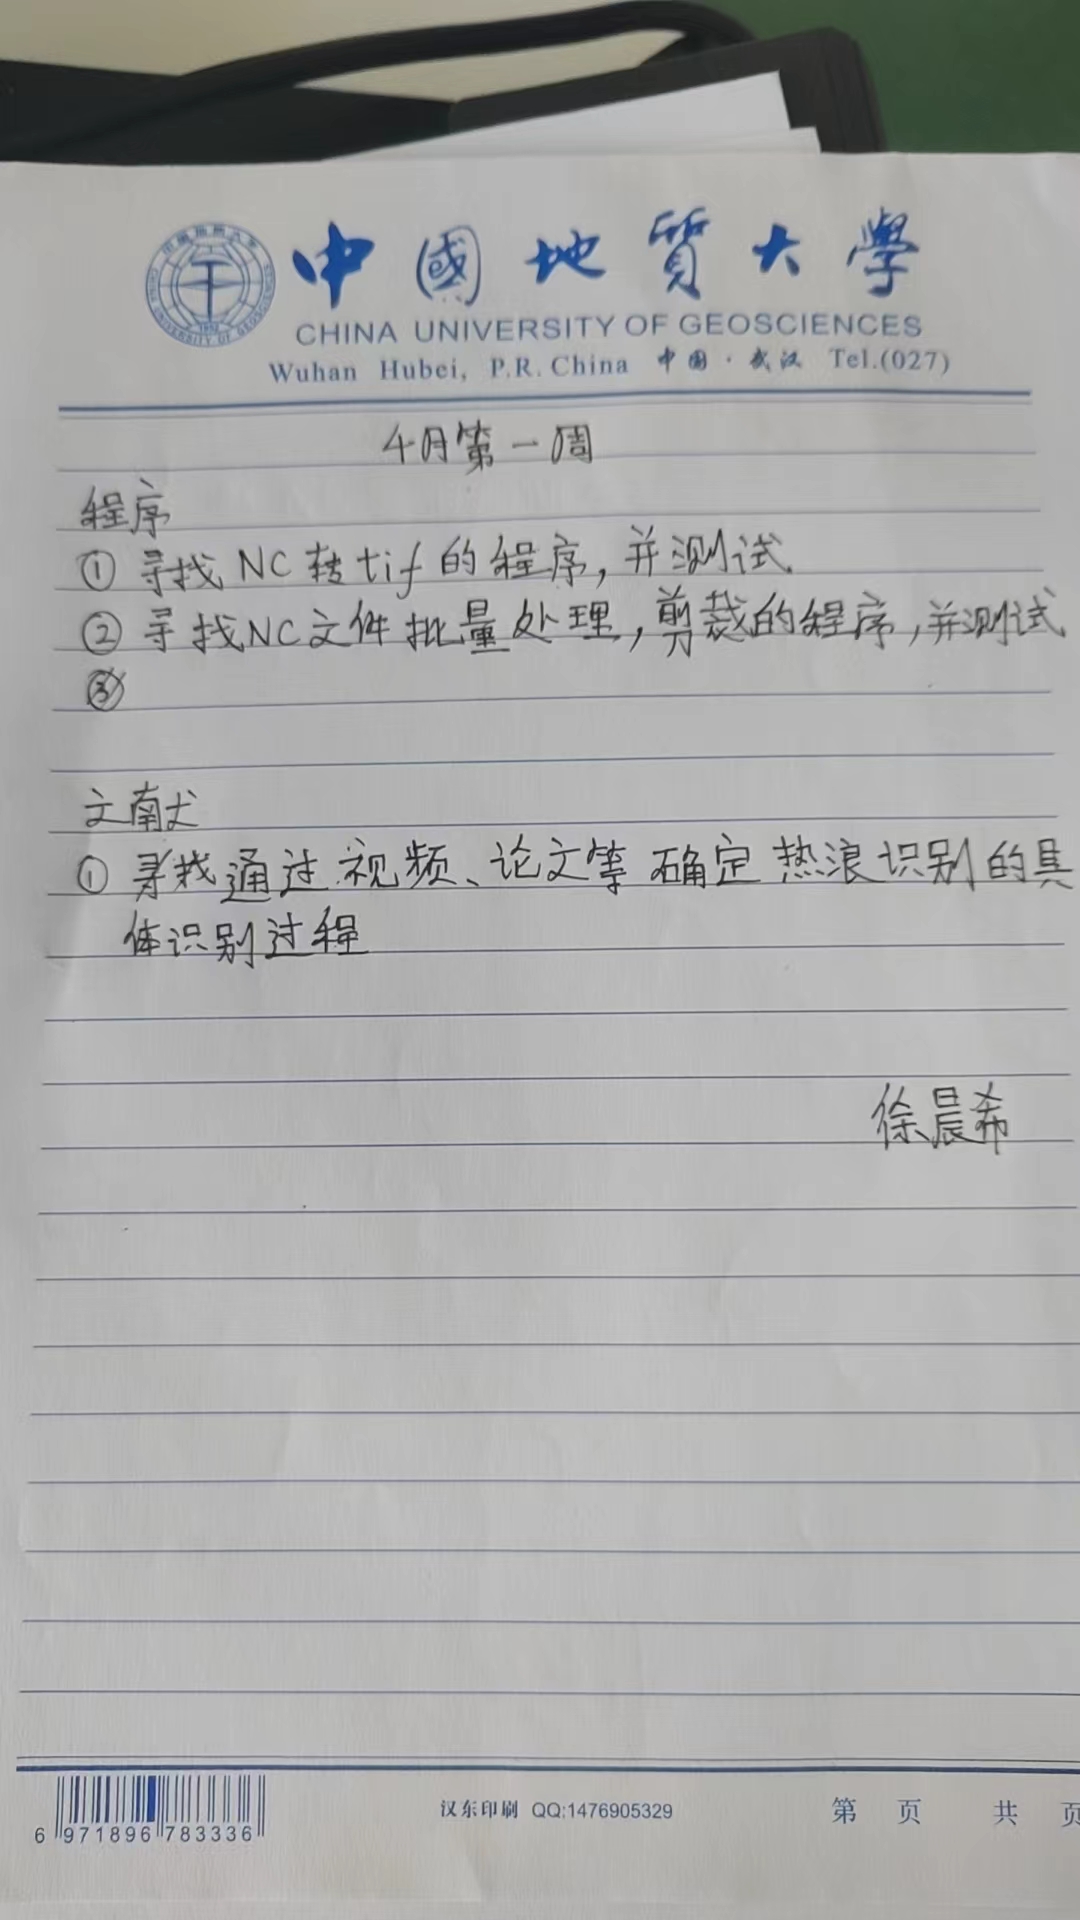 中國地質大學
CHINA UNIVERSITY OF GEOSCIENCES
Wuhan Hubei, P.R. China 中国·武汉 Tel.(027)
4月第一周
程序
① 寻找NC转tif的程序,并测试
② 寻找NC文件批量处理,剪裁的程序,并测试
③
文献
① 寻找通过视频、论文等确定热浪识别的具
体识别过程
徐晨希
6 971896 783336
汉东印刷 QQ:1476905329
第 页 共 页